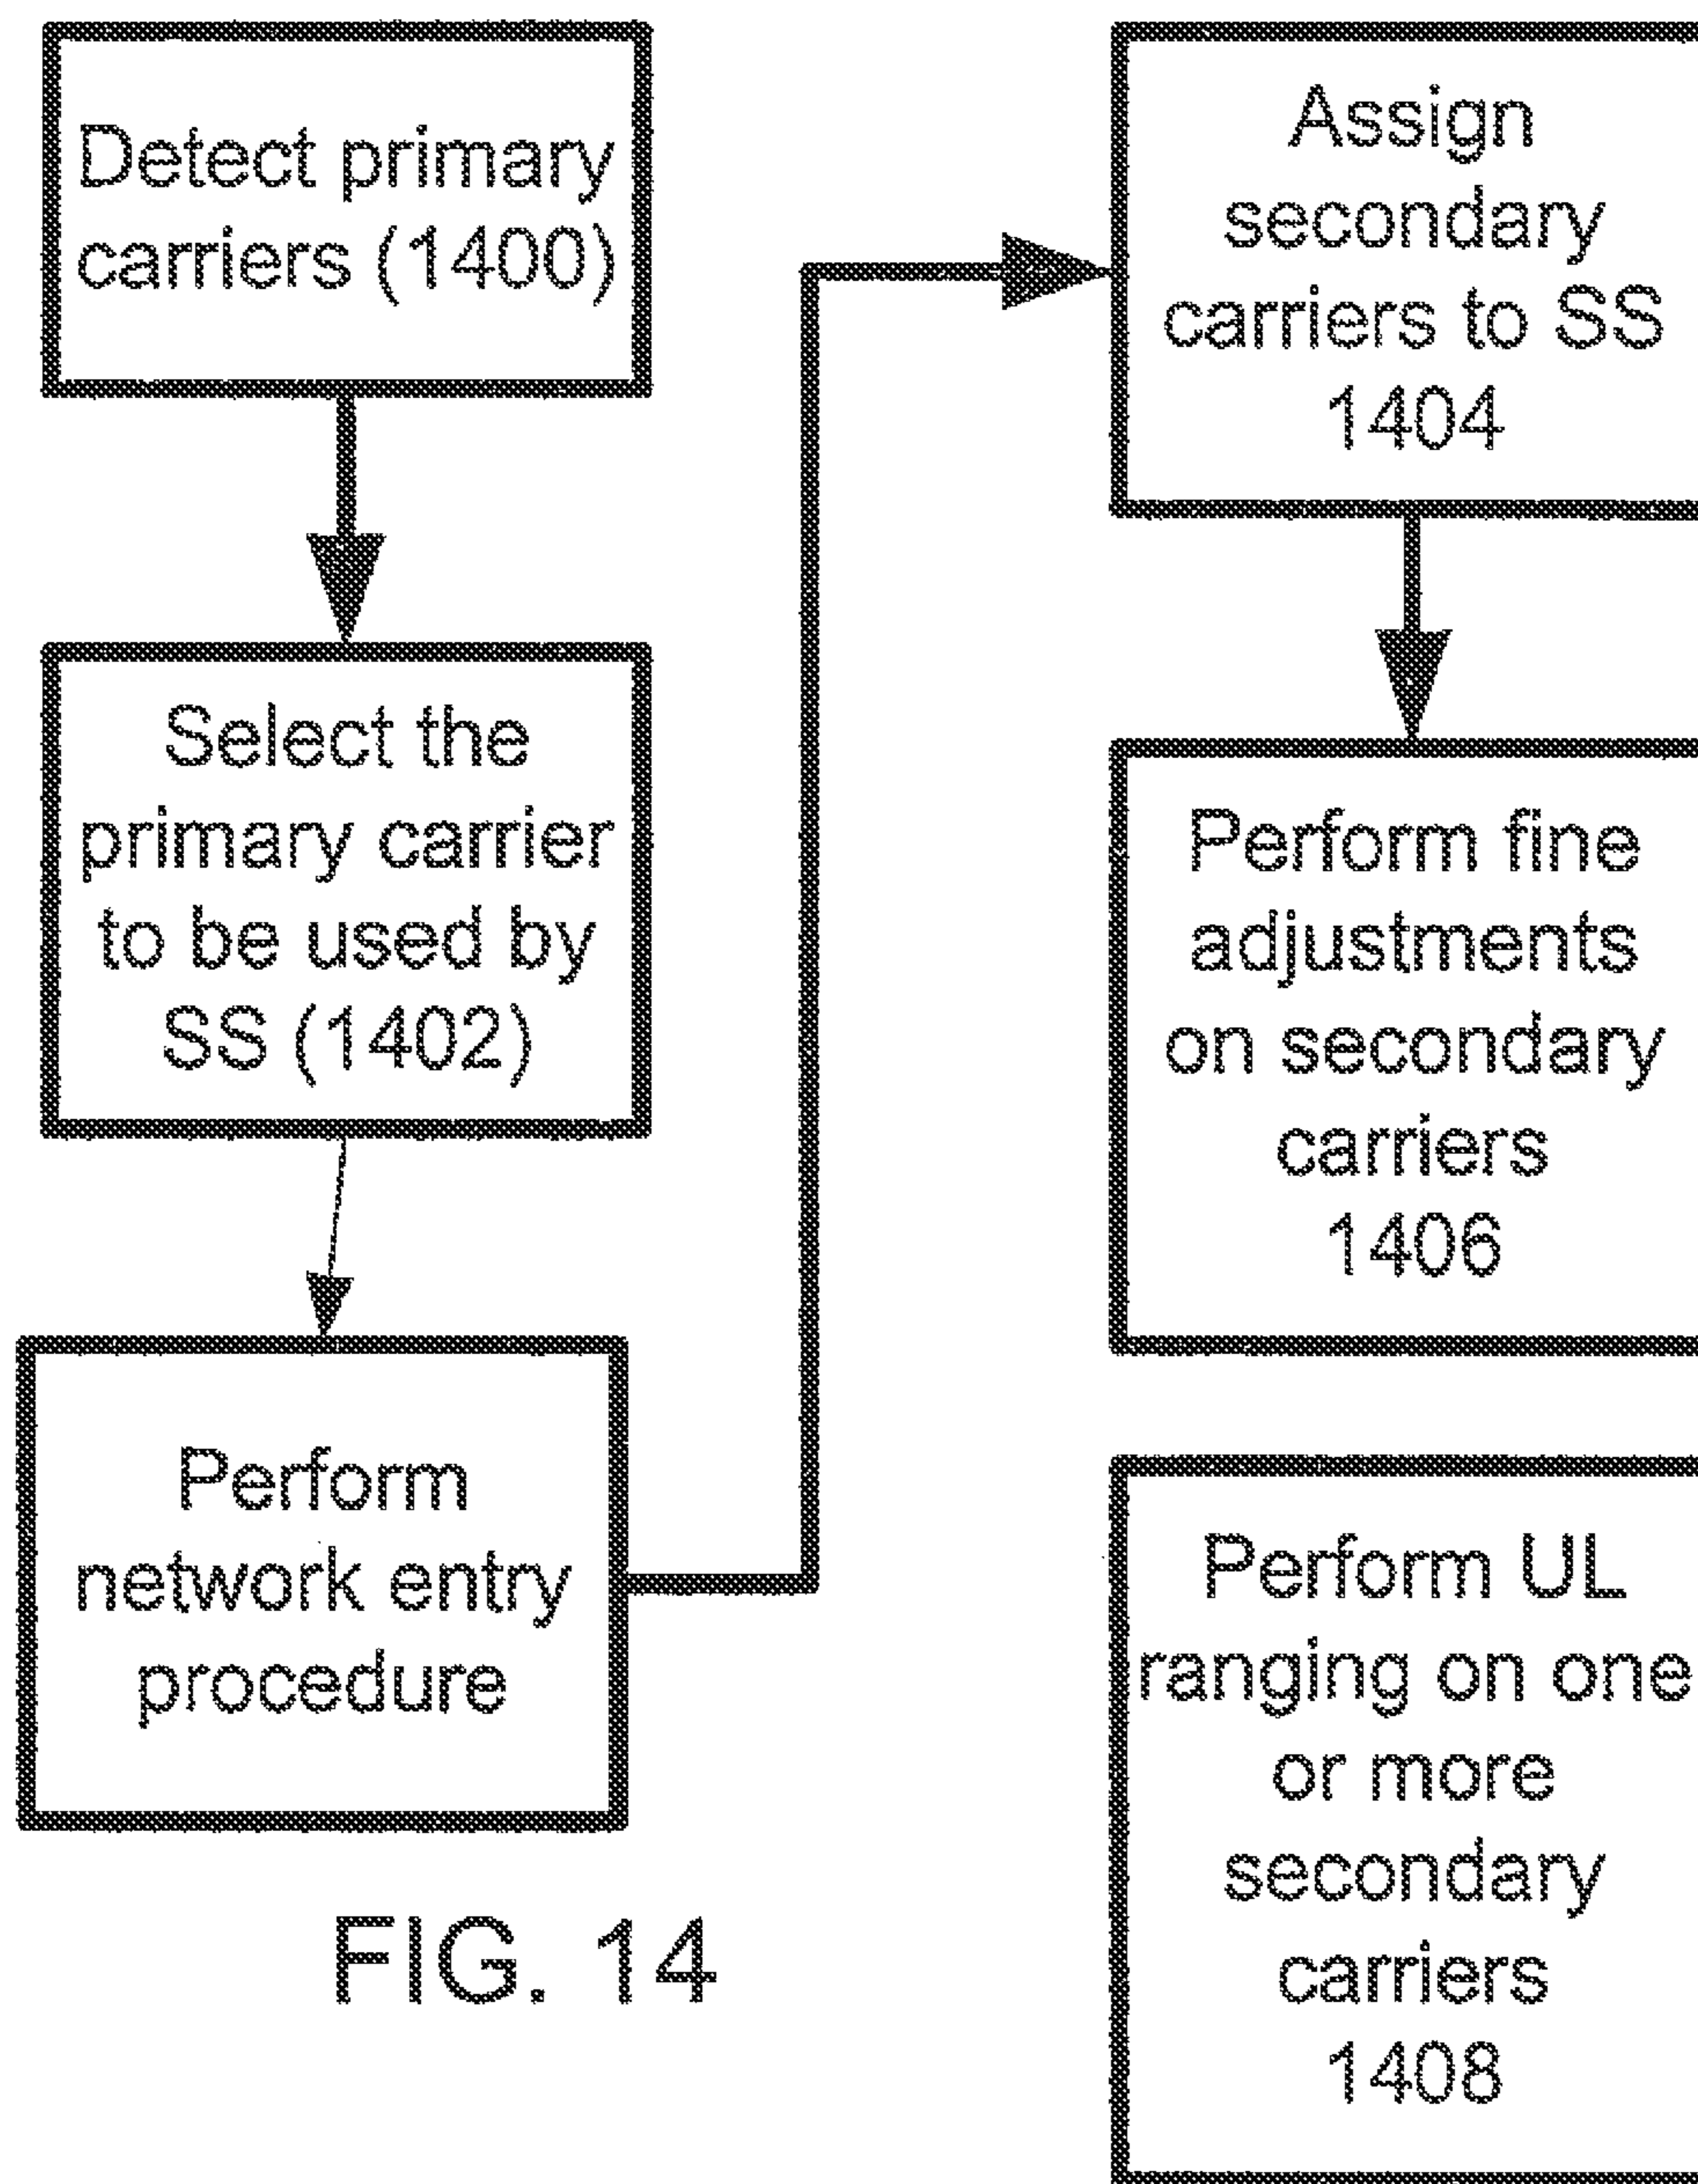 Detect primary
carriers (1400)
Select the
primary carrier
to be used by
SS (1402)
Perform
network entry
procedure
FIG. 14
Assign
secondary
carriers to SS
1404
Perform fine
adjustments
on secondary
carriers
1406
Perform UL
ranging on one
or more
secondary
carriers
1408